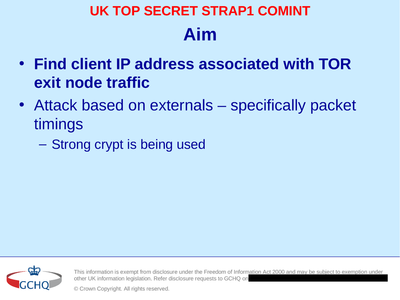 UK TOP SECRET STRAP1 COMINT
Aim
• Find client IP address associated with TOR
exit node traffic
• Attack based on externals – specifically packet
timings
– Strong crypt is being used
GCHQ
This information is exempt from disclosure under the Freedom of Information Act 2000 and may be subject to exemption under
other UK information legislation. Refer disclosure requests to GCHQ on
© Crown Copyright. All rights reserved.